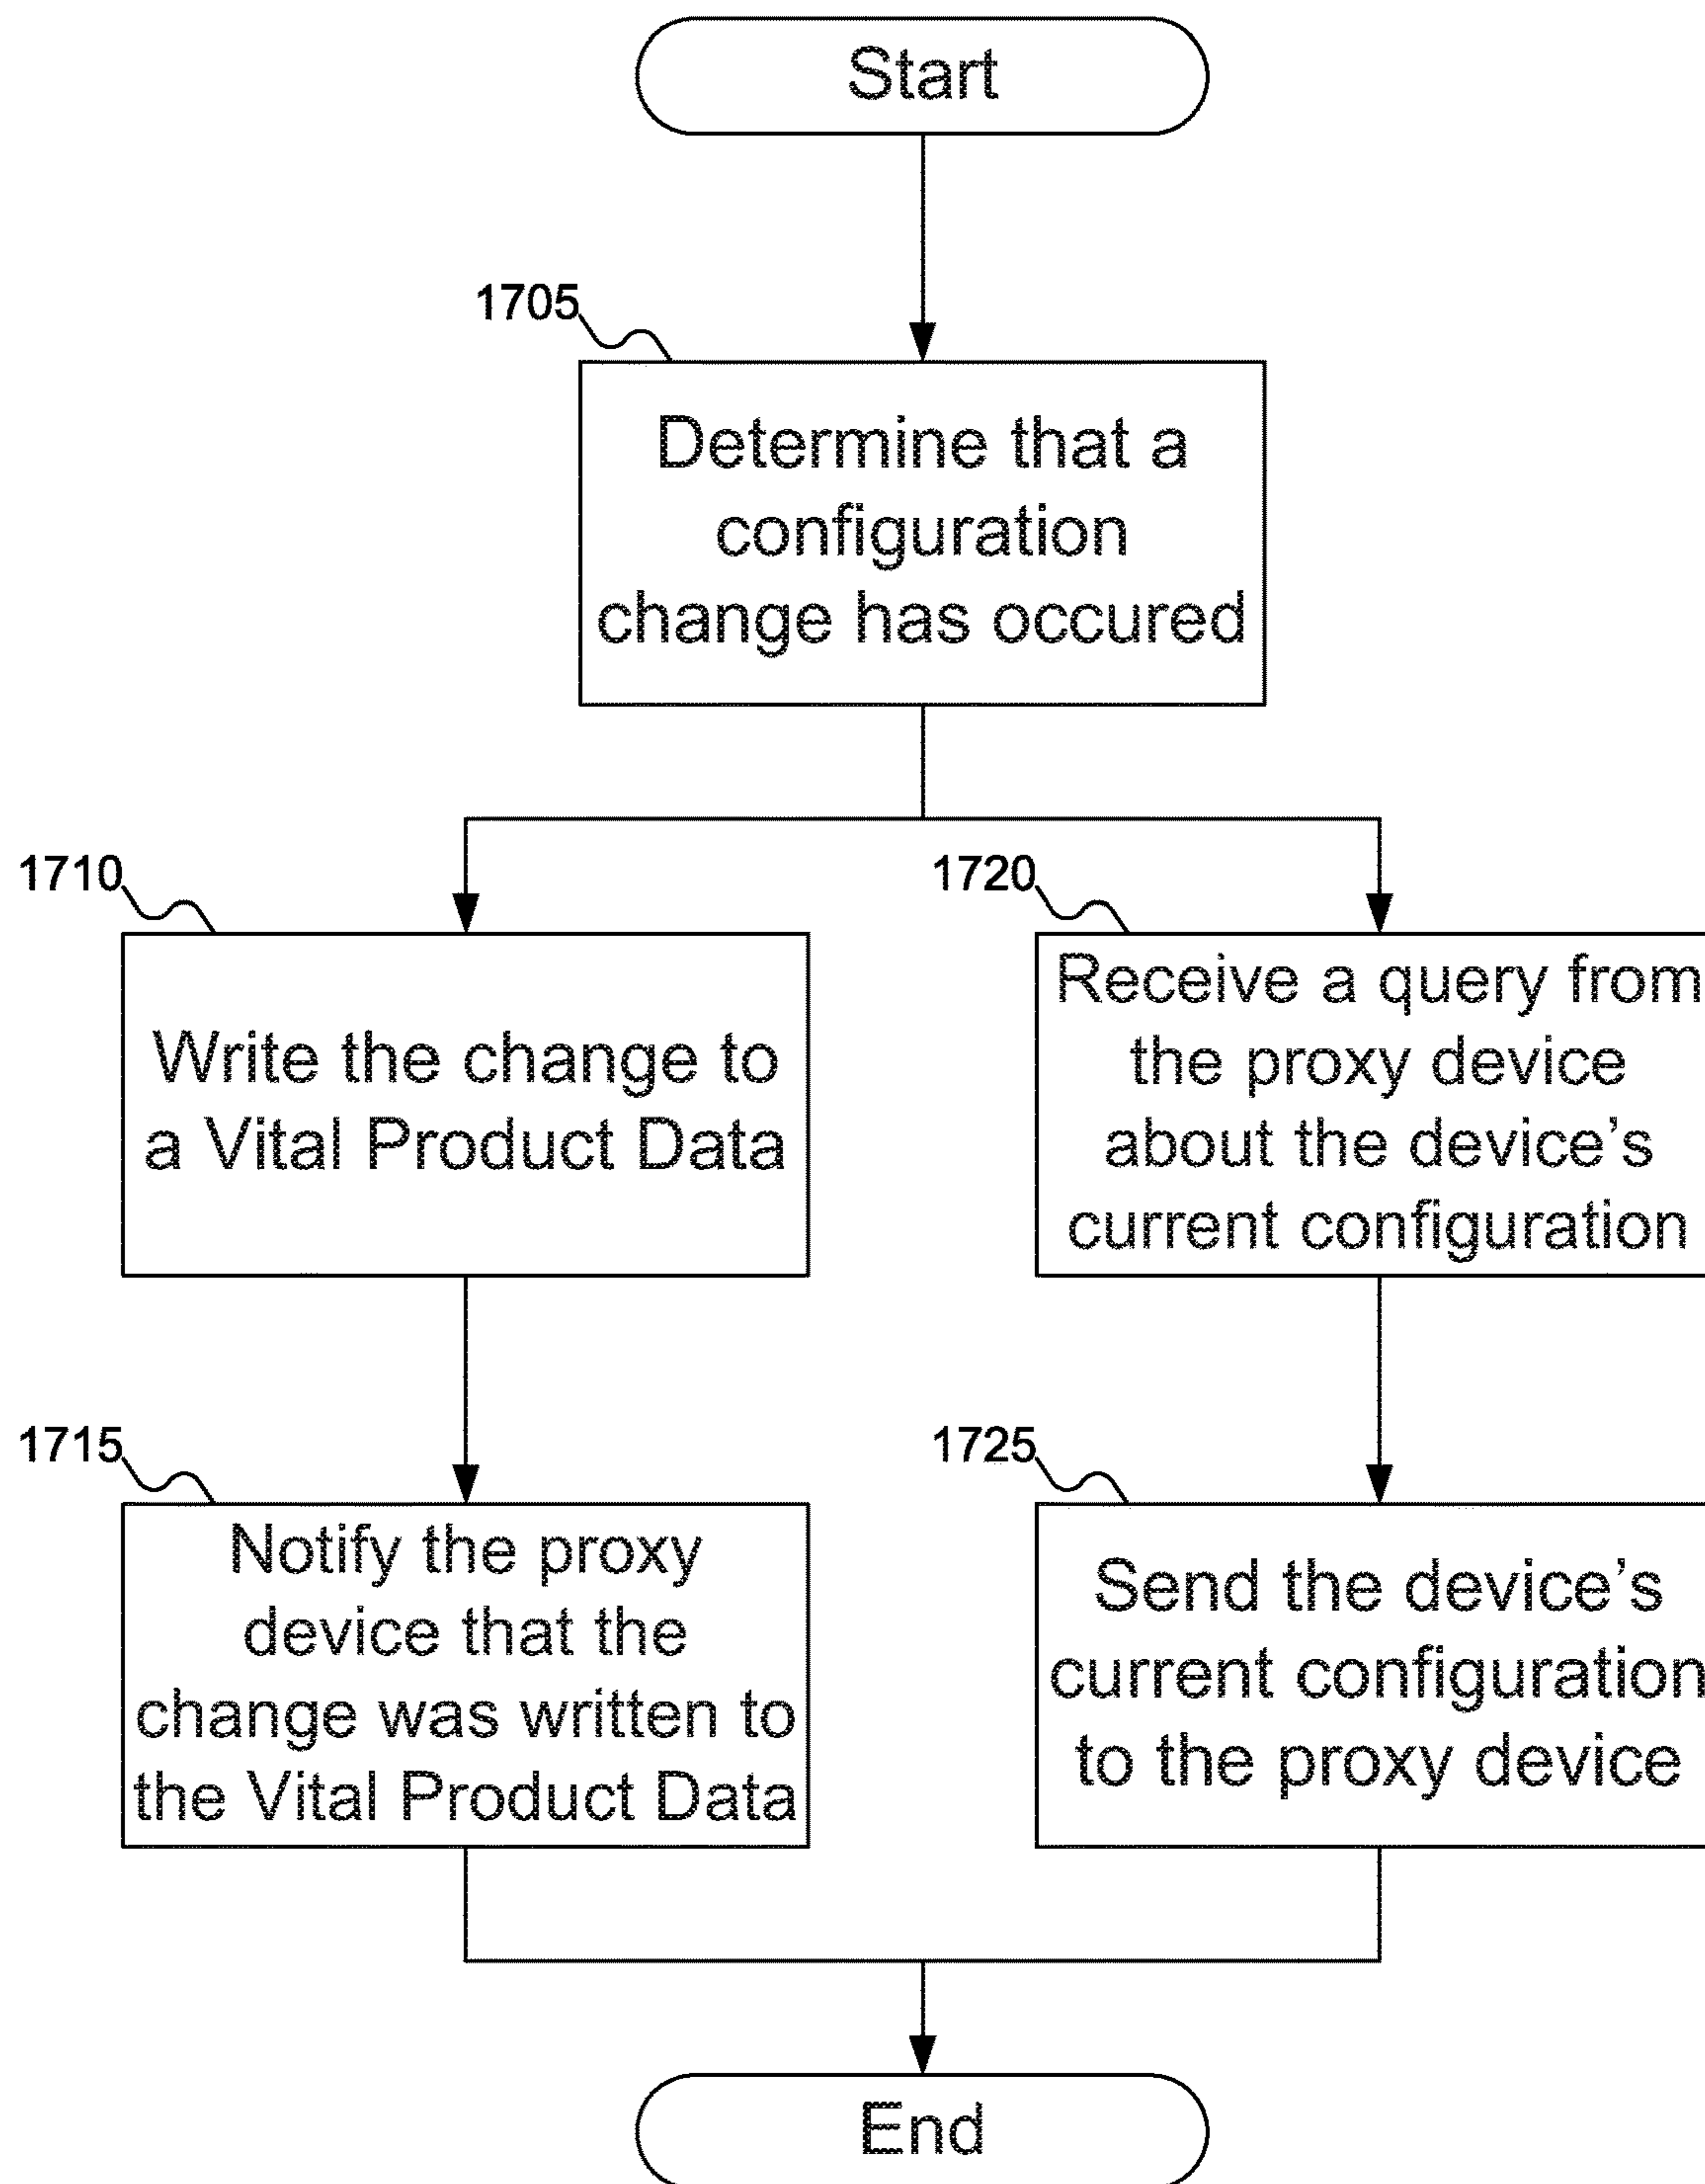 Start
1705
Determine that a
configuration
change has occured
1710
Write the change to
a Vital Product Data
1720
Receive a query from
the proxy device
about the device's
current configuration
1715
Notify the proxy
device that the
change was written to
the Vital Product Data
1725
Send the device's
current configuration
to the proxy device
End